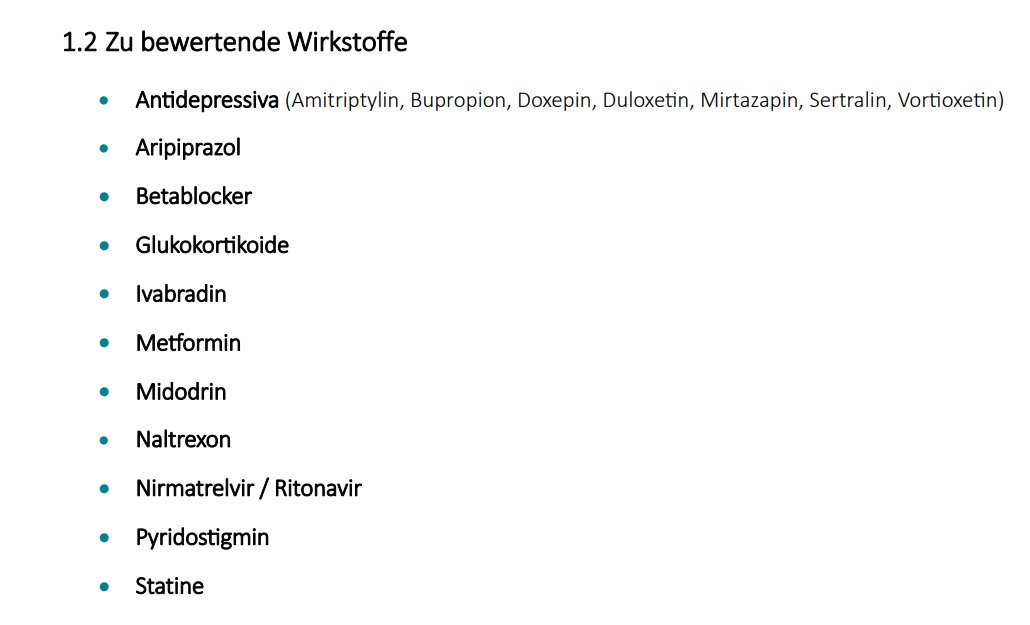 1.2 Zu bewertende Wirkstoffe
• Antidepressiva (Amitriptylin, Bupropion, Doxepin, Duloxetin, Mirtazapin, Sertralin, Vortioxetin)
• Aripiprazol
• Betablocker
• Glukokortikoide
• Ivabradin
• Metformin
• Midodrin
• Naltrexon
• Nirmatrelvir / Ritonavir
• Pyridostigmin
• Statine